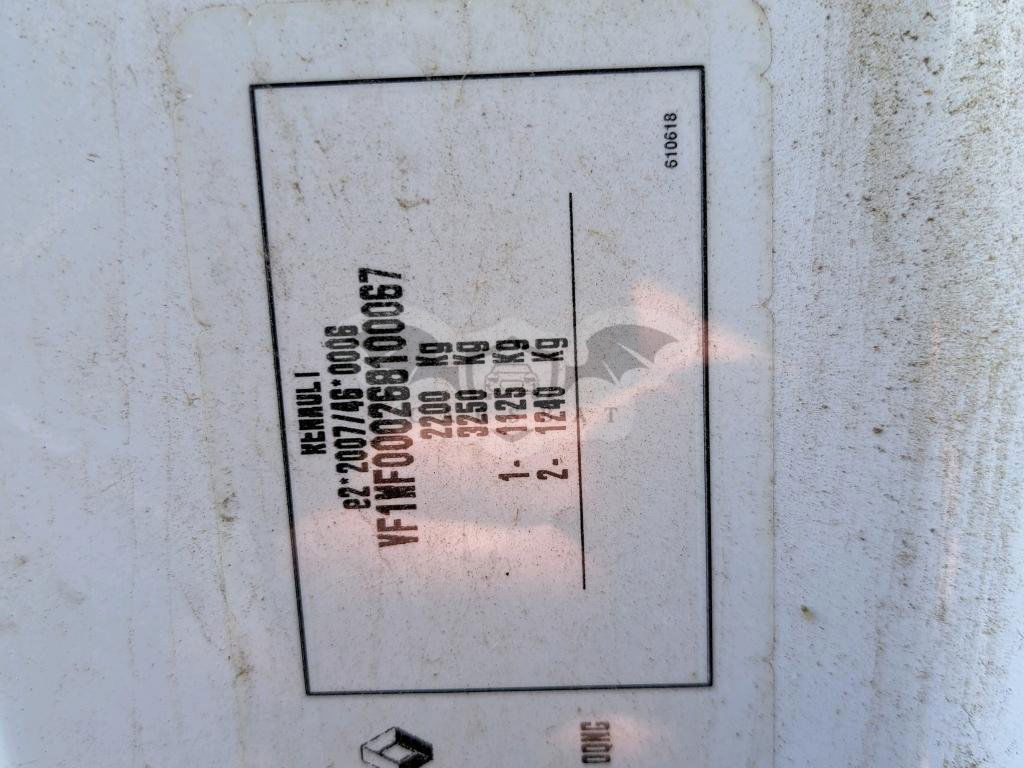 RENAULT
e2*2007/46*0006
VF1MF000268100067
2200 Kg
3250 Kg
1- 1125 Kg
2- 1240 Kg
610618